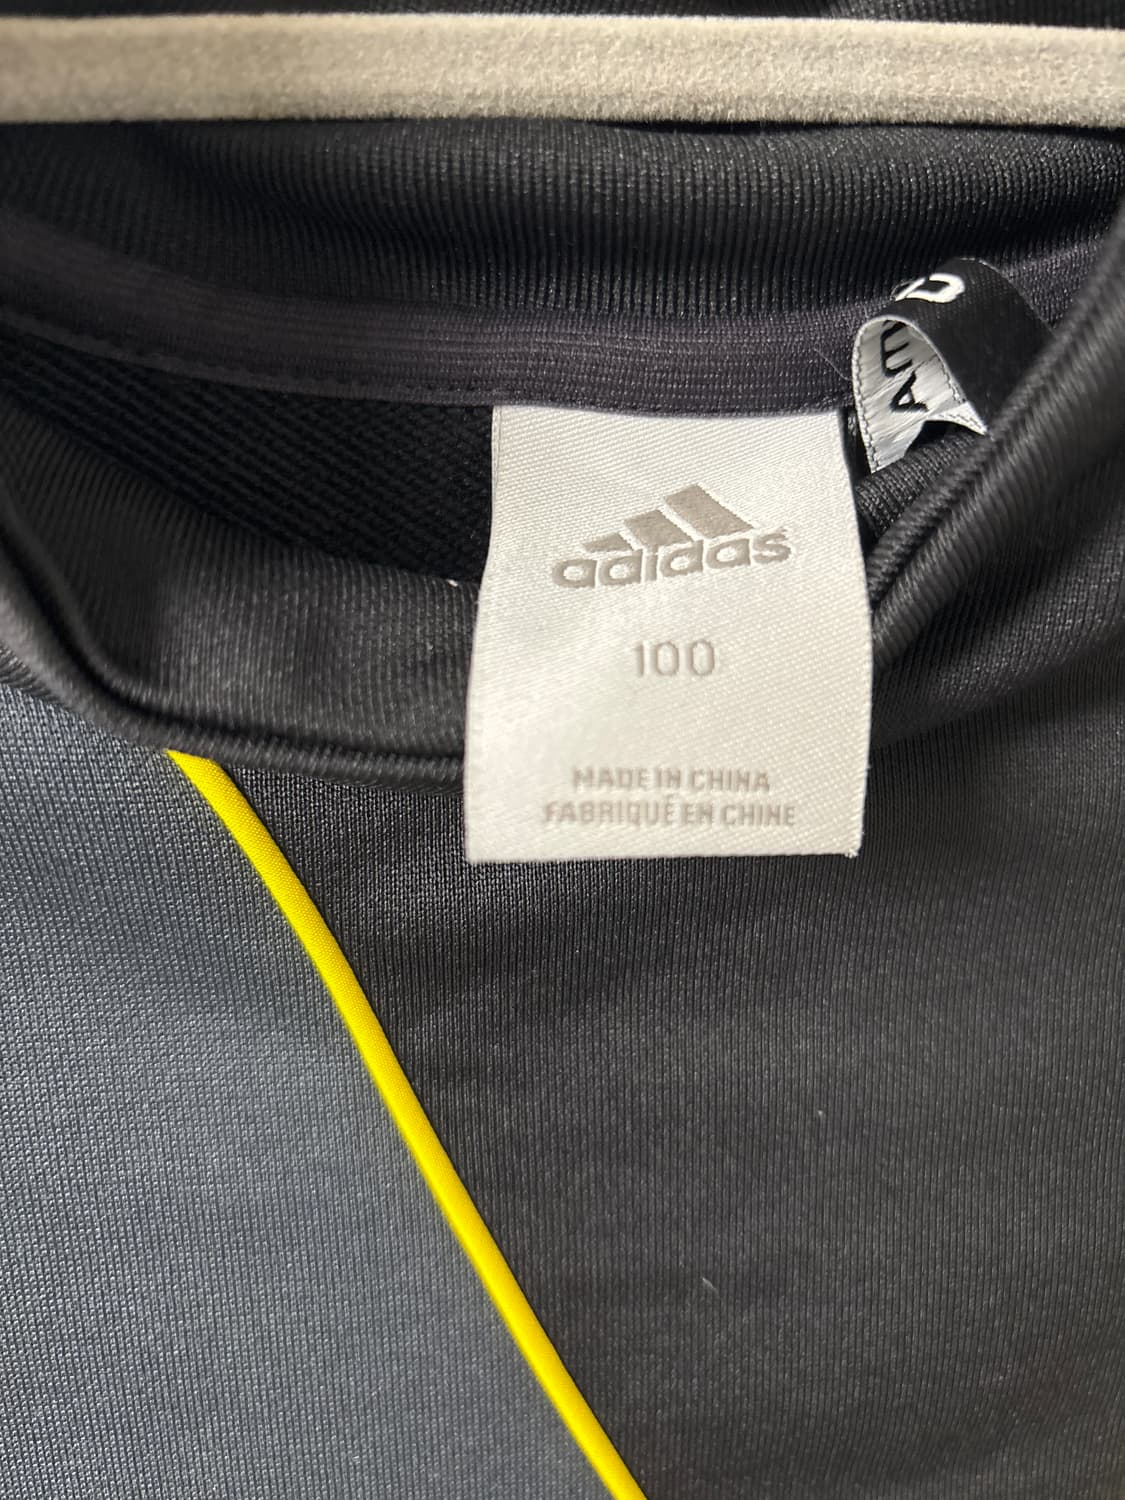 adidas
100
MADE IN CHINA
FABRIQUÉ EN CHINE